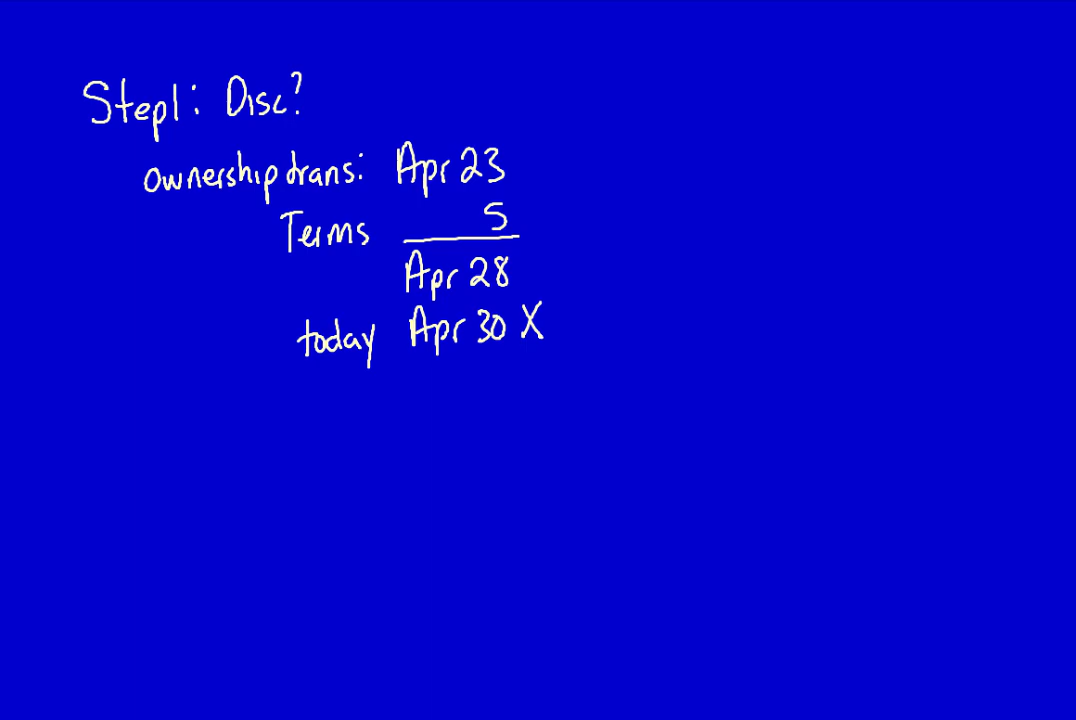 Step1: Disc?
ownership trans: Apr 23
Terms 5
Apr 28
today Apr 30 X